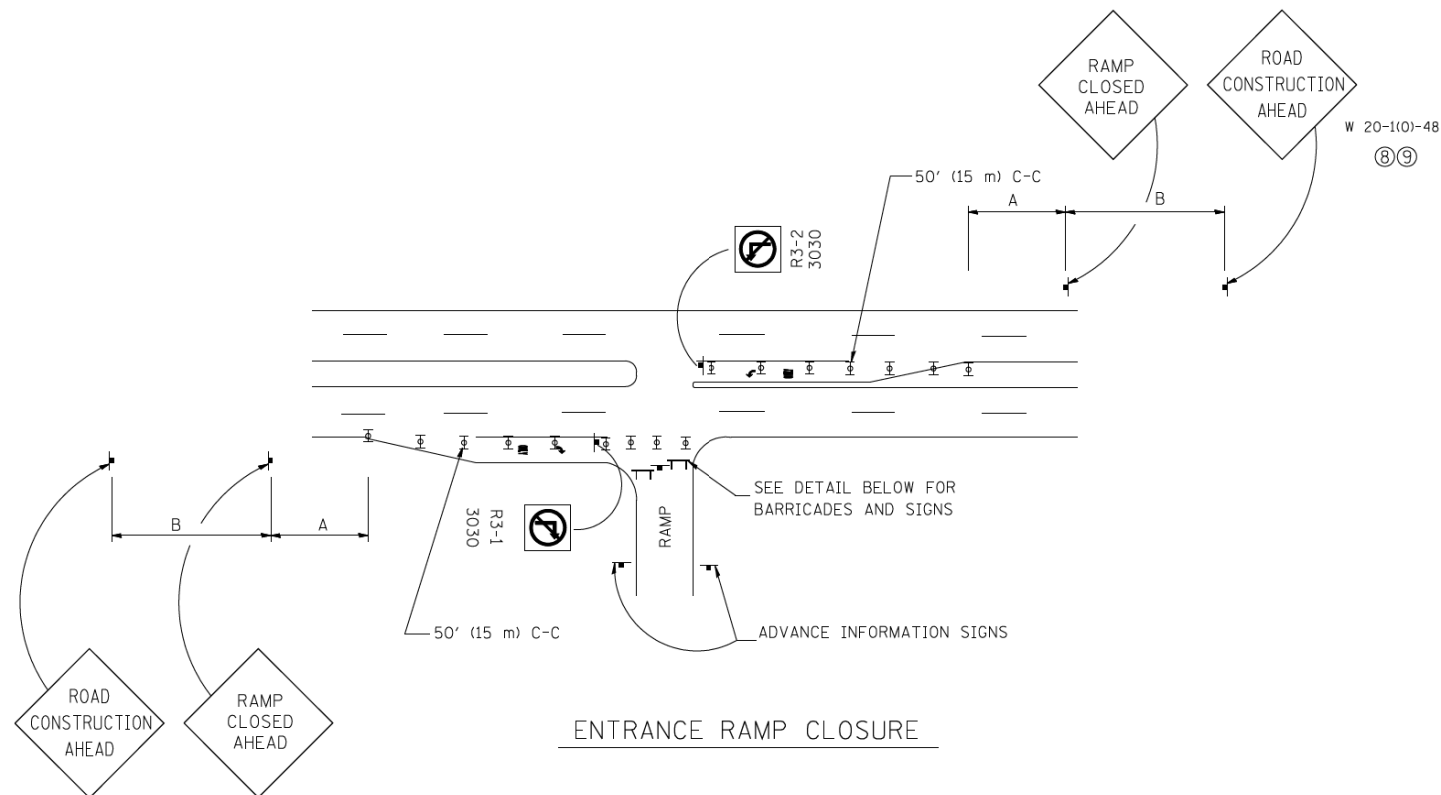 RAMP
CLOSED
AHEAD
ROAD
CONSTRUCTION
AHEAD
W 20-1(O)-48
⑧⑨
50' (15 m) C-C
A
B
R3-2
3030
SEE DETAIL BELOW FOR
BARRICADES AND SIGNS
B
A
R3-1
3030
RAMP
50' (15 m) C-C
ADVANCE INFORMATION SIGNS
ROAD
CONSTRUCTION
AHEAD
RAMP
CLOSED
AHEAD
ENTRANCE RAMP CLOSURE